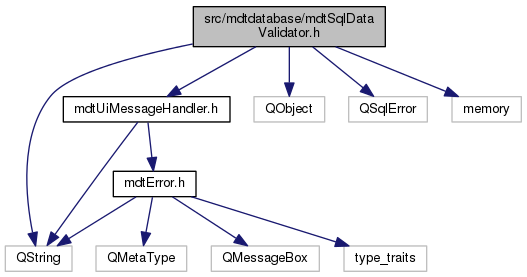 src/mdtdatabase/mdtSqlData
Validator.h
mdtUiMessageHandler.h
QObject
QSqlError
memory
mdtError.h
QString
QMetaType
QMessageBox
type_traits